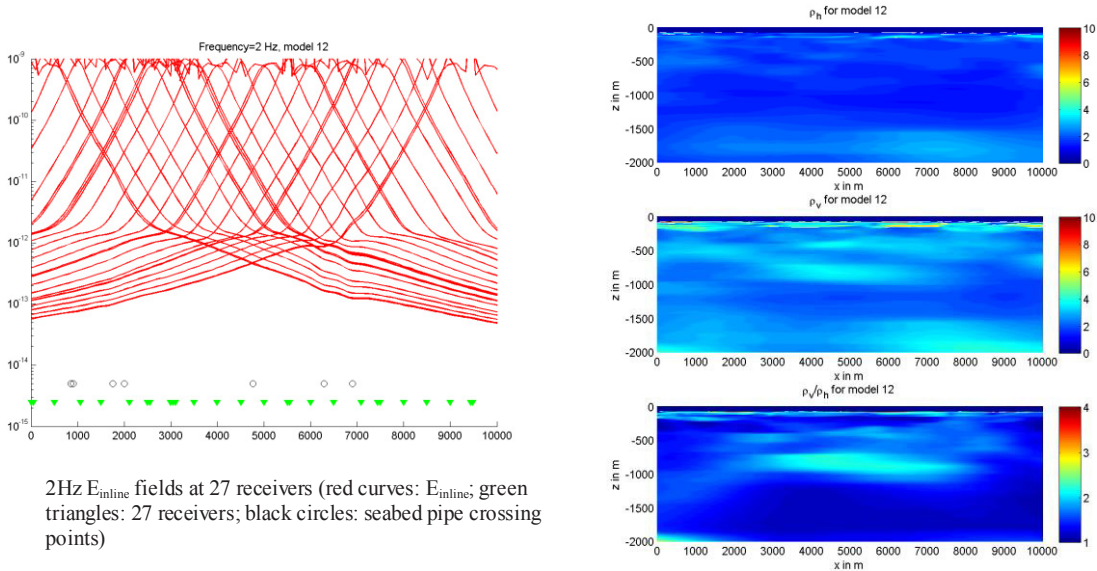 Frequency=2 Hz, model 12
10^-9
10^-10
10^-11
10^-12
10^-13
10^-14
10^-15
0 1000 2000 3000 4000 5000 6000 7000 8000 9000 10000
2Hz E_inline fields at 27 receivers (red curves: E_inline; green
triangles: 27 receivers; black circles: seabed pipe crossing
points)
ρ_h for model 12
0
-500
-1000
-1500
-2000
z in m
0 1000 2000 3000 4000 5000 6000 7000 8000 9000 10000
x in m
10
8
6
4
2
0
ρ_v for model 12
0
-500
-1000
-1500
-2000
z in m
0 1000 2000 3000 4000 5000 6000 7000 8000 9000 10000
x in m
10
8
6
4
2
0
ρ_v/ρ_h for model 12
0
-500
-1000
-1500
-2000
z in m
0 1000 2000 3000 4000 5000 6000 7000 8000 9000 10000
x in m
4
3
2
1